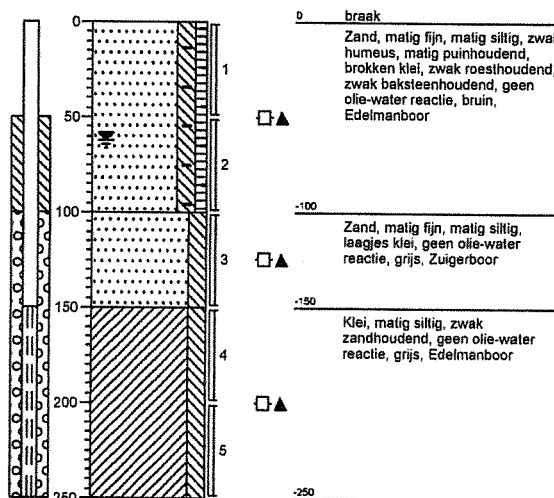 0
50
100
150
200
250
1
2
3
4
5
0 braak
Zand, matig fijn, matig siltig, zwak
humeus, matig puinhoudend,
brokken klei, zwak roesthoudend,
zwak baksteenhoudend, geen
olie-water reactie, bruin,
Edelmanboor
-100
Zand, matig fijn, matig siltig,
laagjes klei, geen olie-water
reactie, grijs, Zuigerboor
-150
Klei, matig siltig, zwak
zandhoudend, geen olie-water
reactie, grijs, Edelmanboor
-250